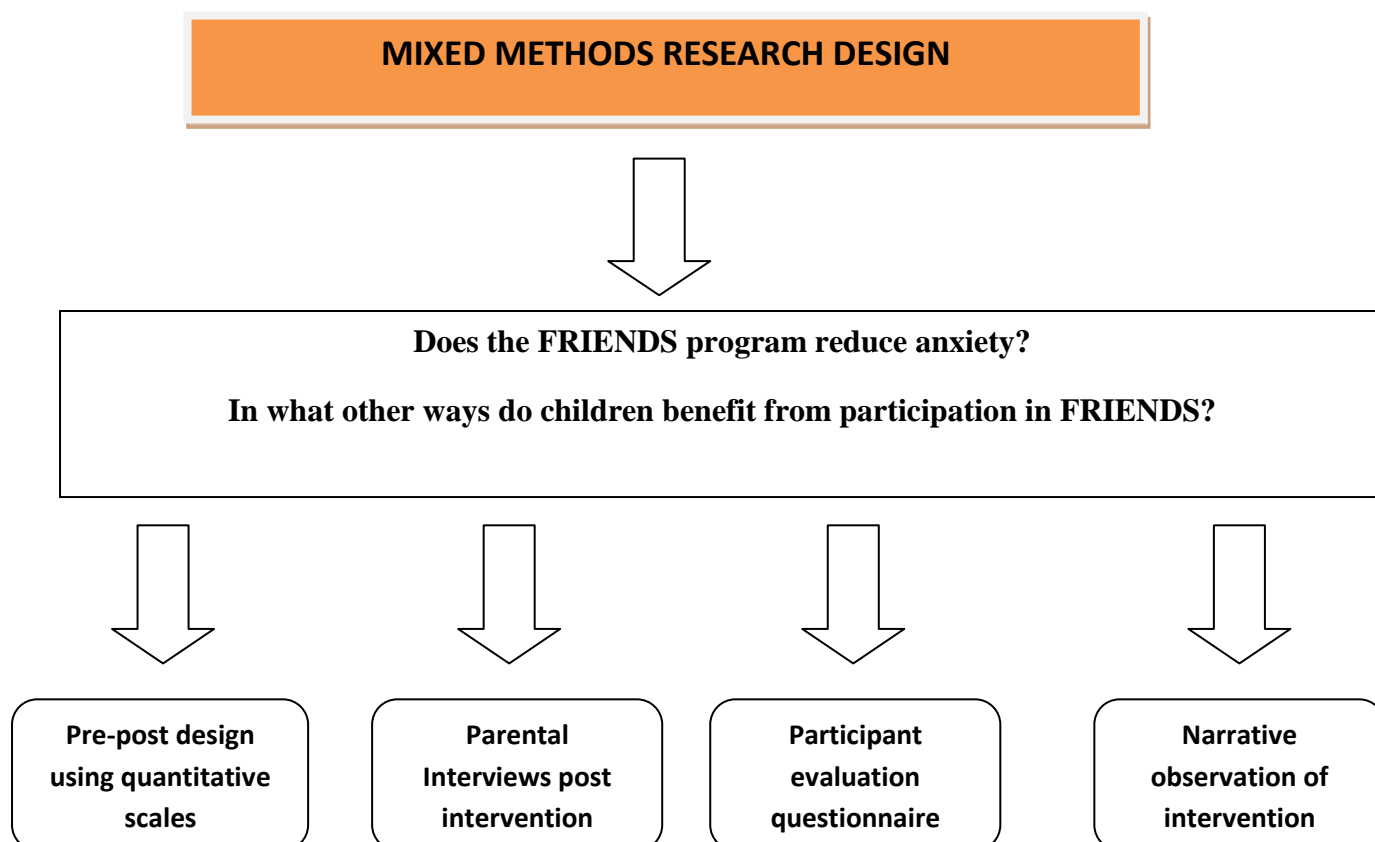 MIXED METHODS RESEARCH DESIGN
Does the FRIENDS program reduce anxiety?
In what other ways do children benefit from participation in FRIENDS?
Pre-post design
using quantitative
scales
Parental
Interviews post
intervention
Participant
evaluation
questionnaire
Narrative
observation of
intervention